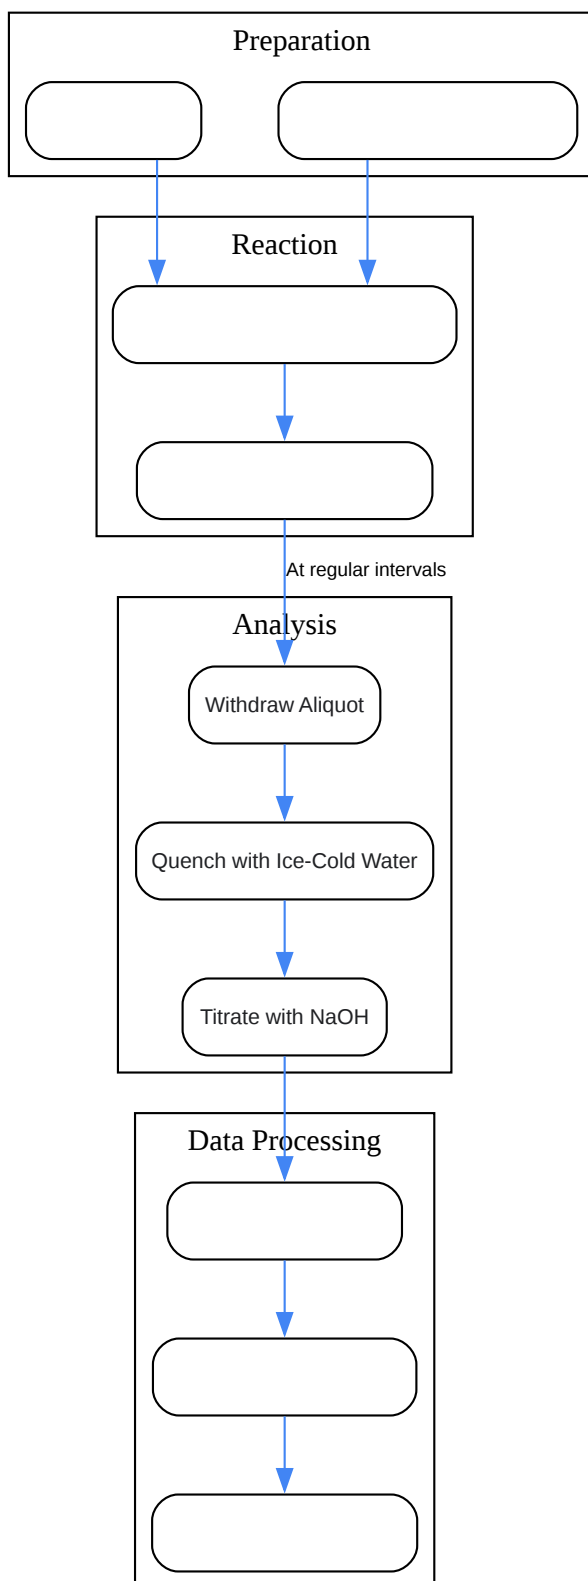 Preparation
Reaction
At regular intervals
Analysis
Withdraw Aliquot
Quench with Ice-Cold Water
Titrate with NaOH
Data Processing